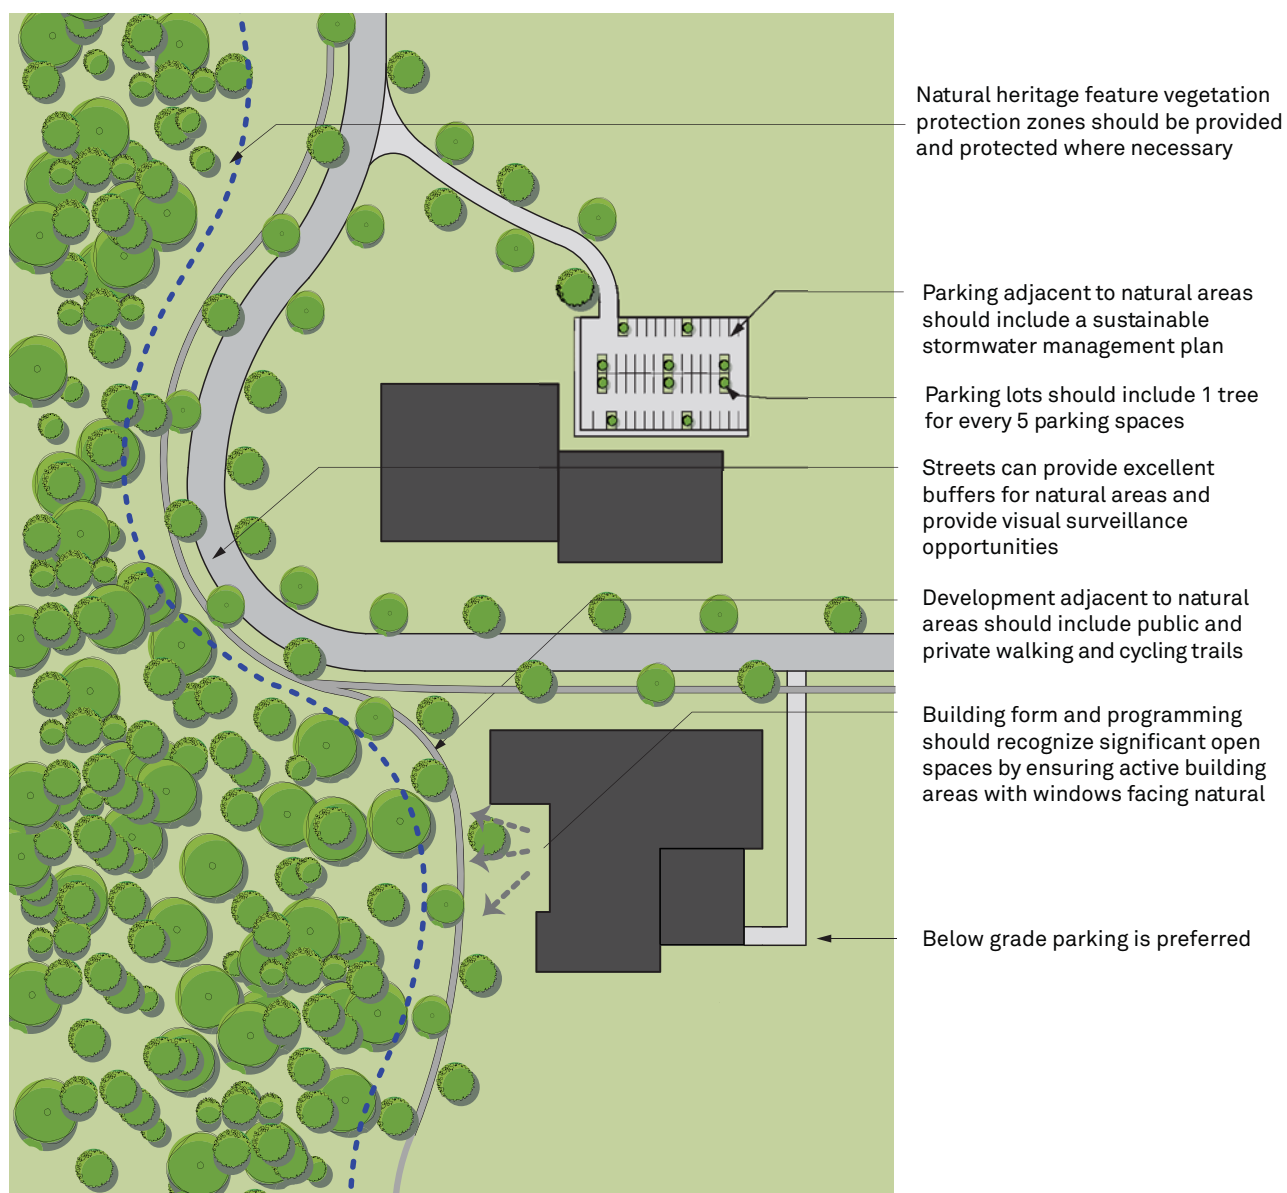 Natural heritage feature vegetation
protection zones should be provided
and protected where necessary
Parking adjacent to natural areas
should include a sustainable
stormwater management plan
Parking lots should include 1 tree
for every 5 parking spaces
Streets can provide excellent
buffers for natural areas and
provide visual surveillance
opportunities
Development adjacent to natural
areas should include public and
private walking and cycling trails
Building form and programming
should recognize significant open
spaces by ensuring active building
areas with windows facing natural
Below grade parking is preferred